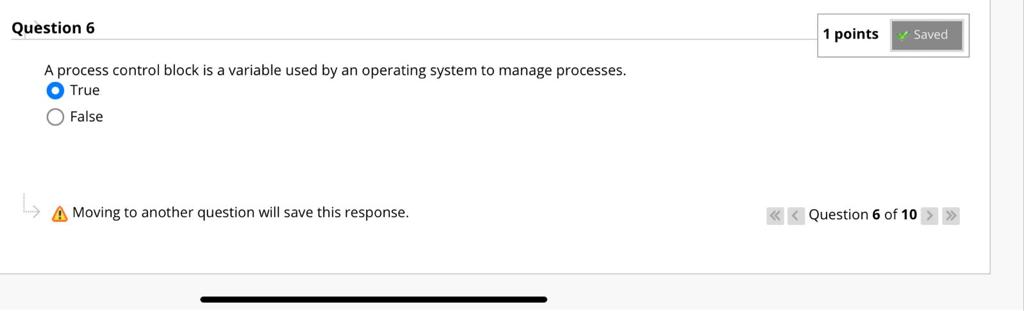 Question 6
1 points
Saved
A process control block is a variable used by an operating system to manage processes.
True
False
Moving to another question will save this response.
Question 6 of 10